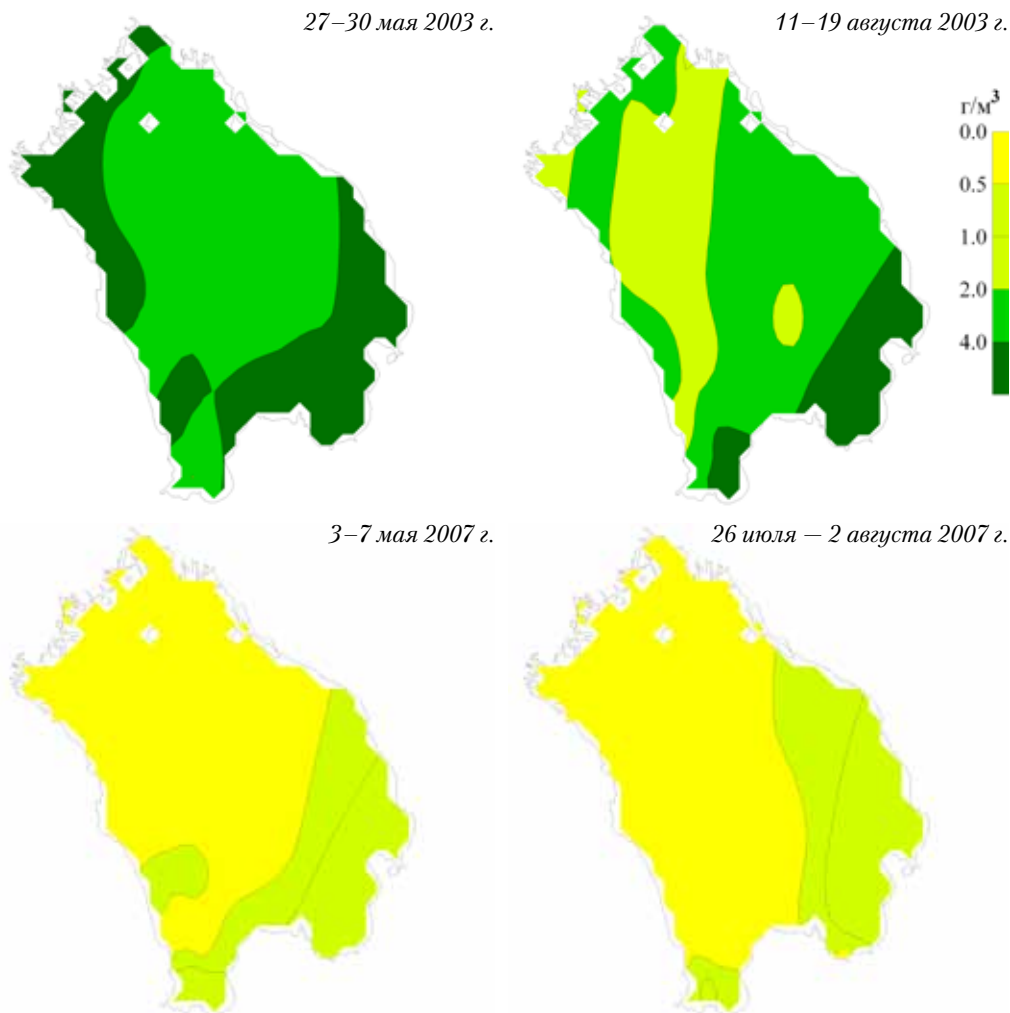 27–30 мая 2003 г.
11–19 августа 2003 г.
г/м³
0.0
0.5
1.0
2.0
4.0
3–7 мая 2007 г.
26 июля – 2 августа 2007 г.